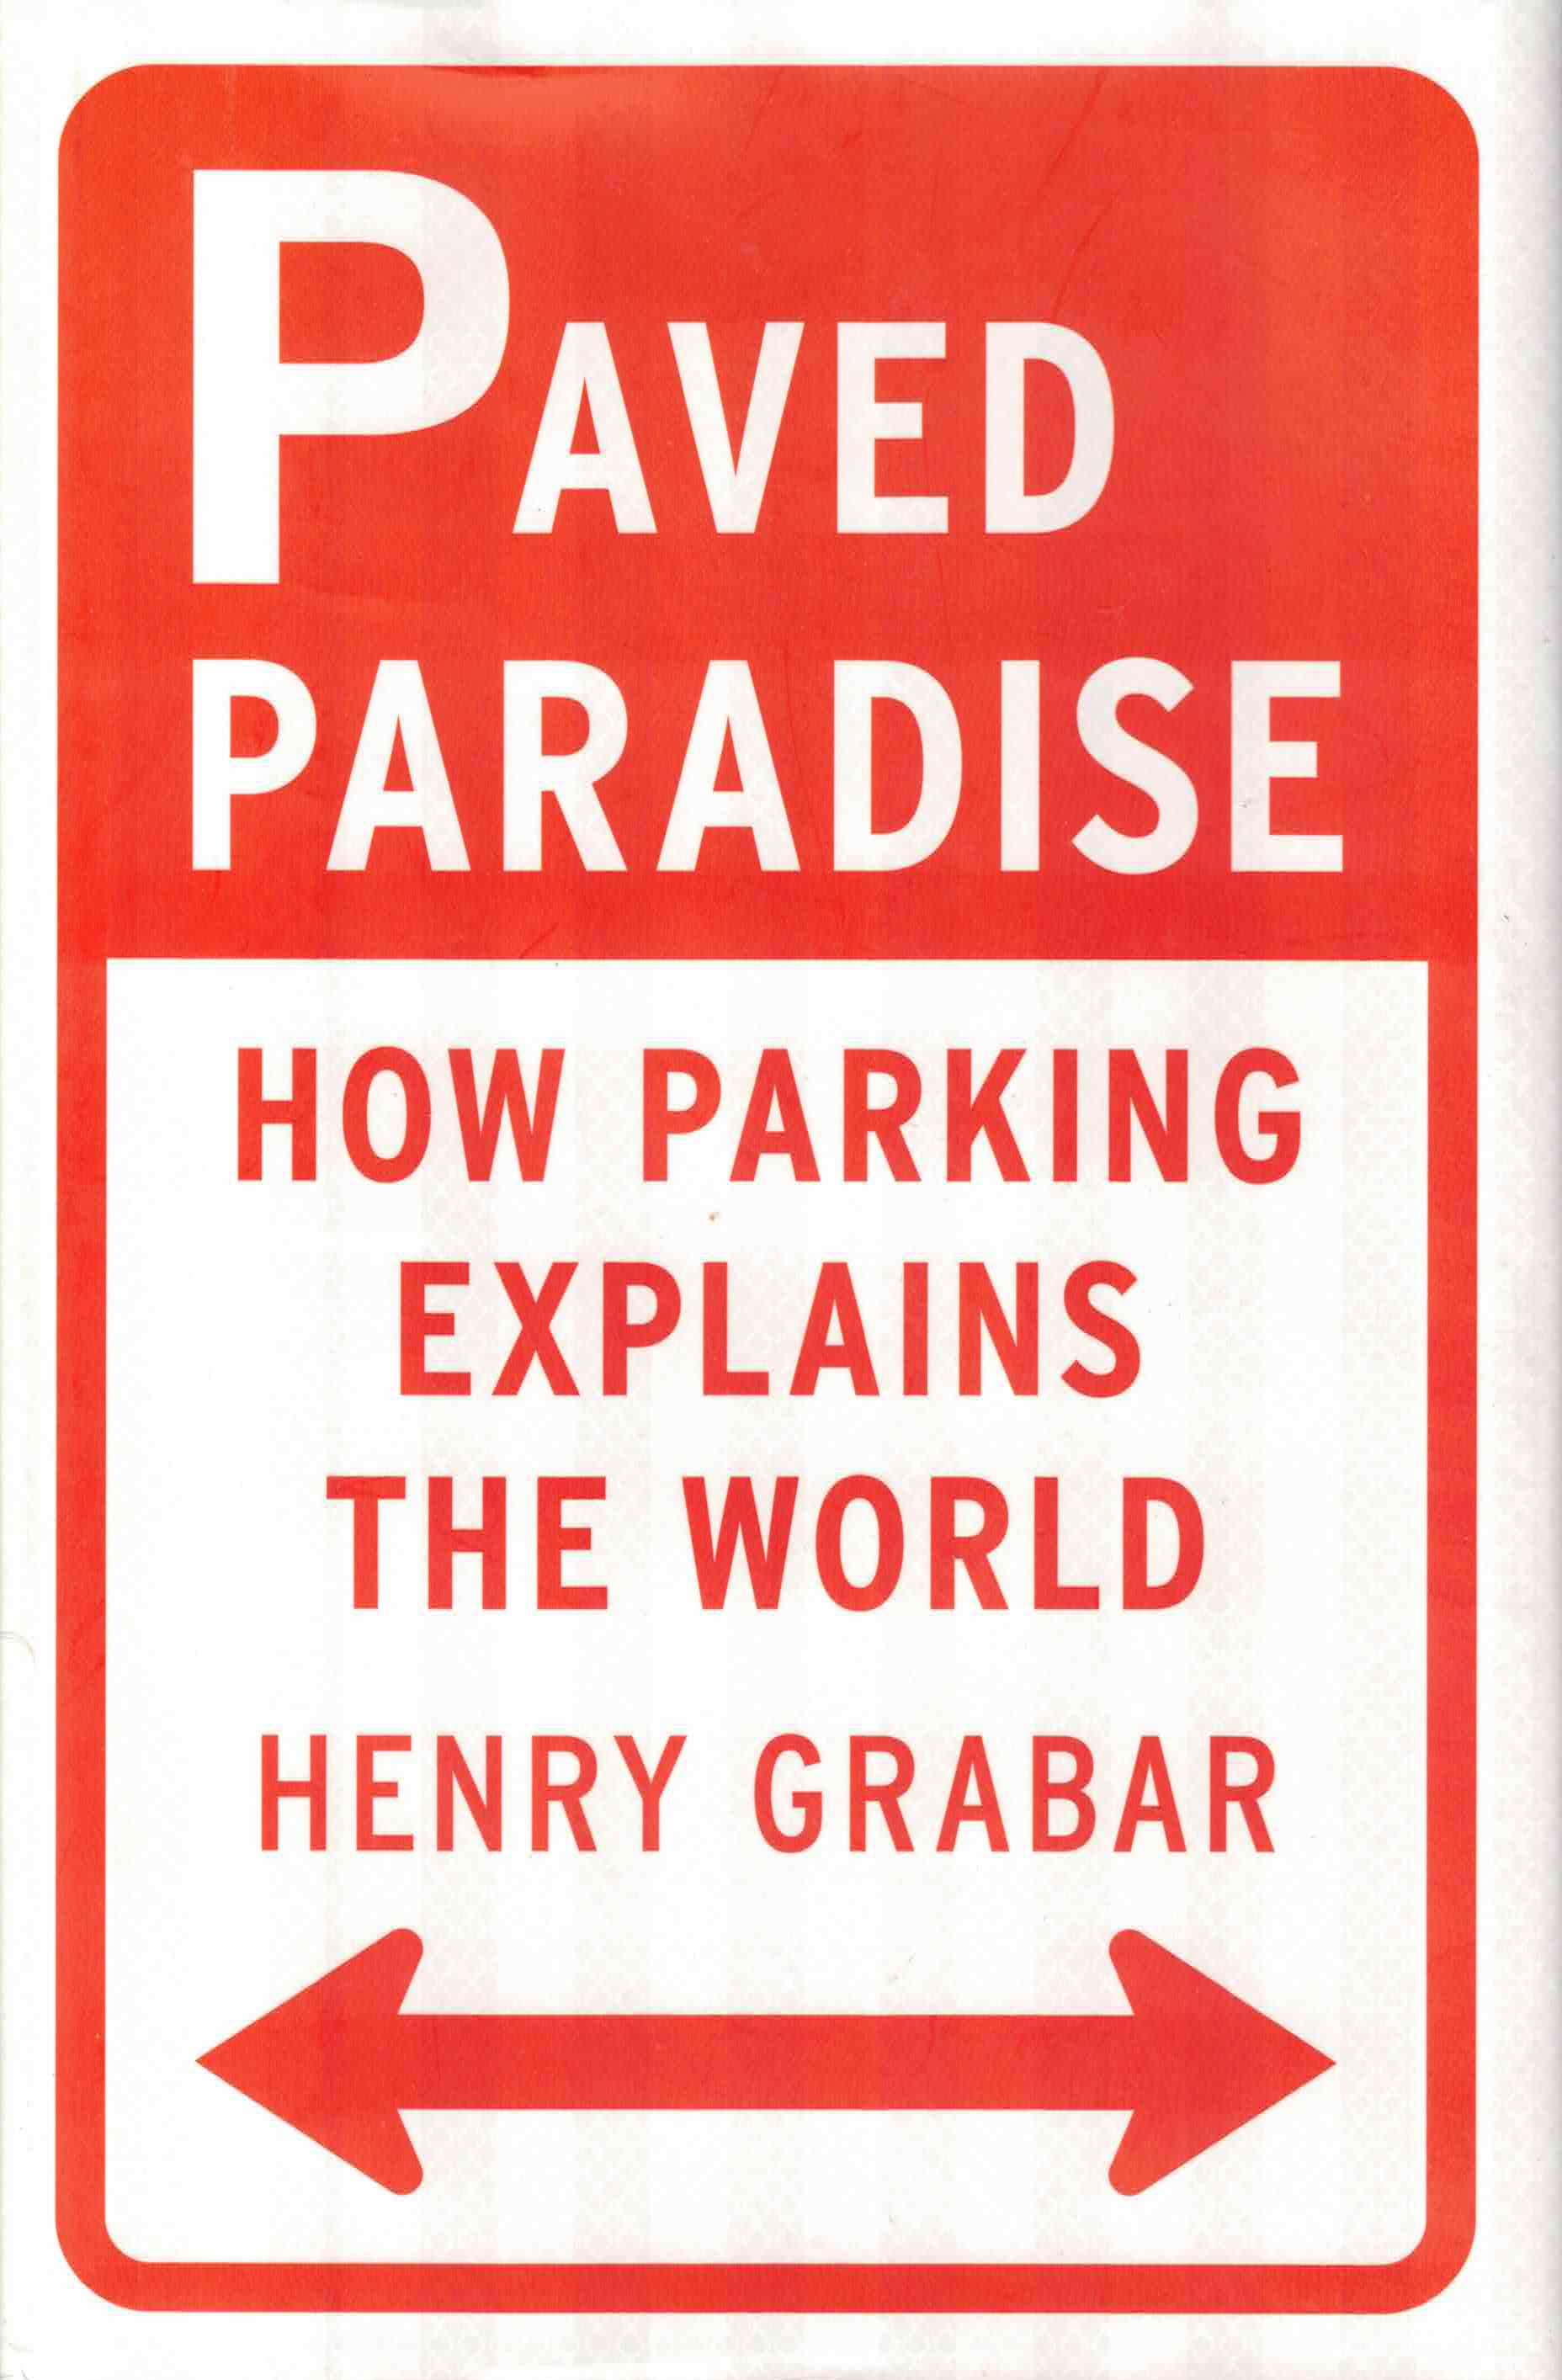 PAVED
PARADISE
HOW PARKING
EXPLAINS
THE WORLD
HENRY GRABAR